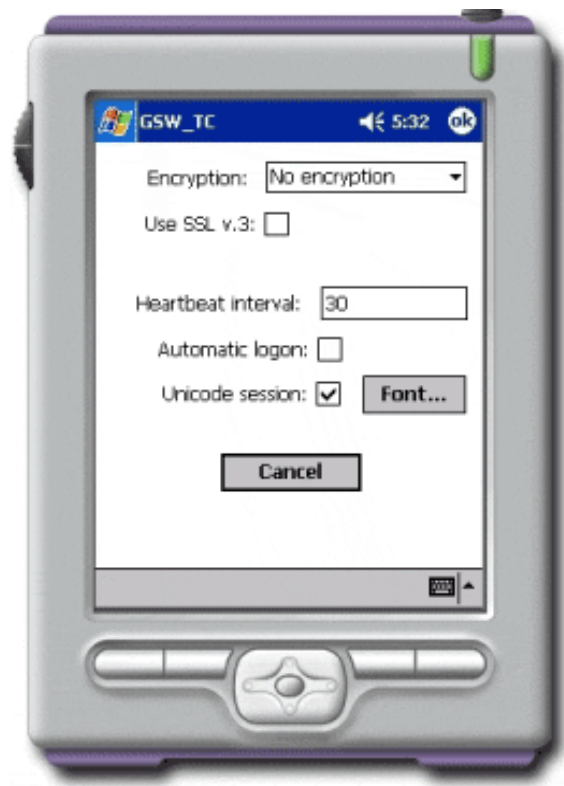 GSW_TC 5:32 ok
Encryption: No encryption
Use SSL v.3:
Heartbeat interval: 30
Automatic logon:
Unicode session: Font...
Cancel